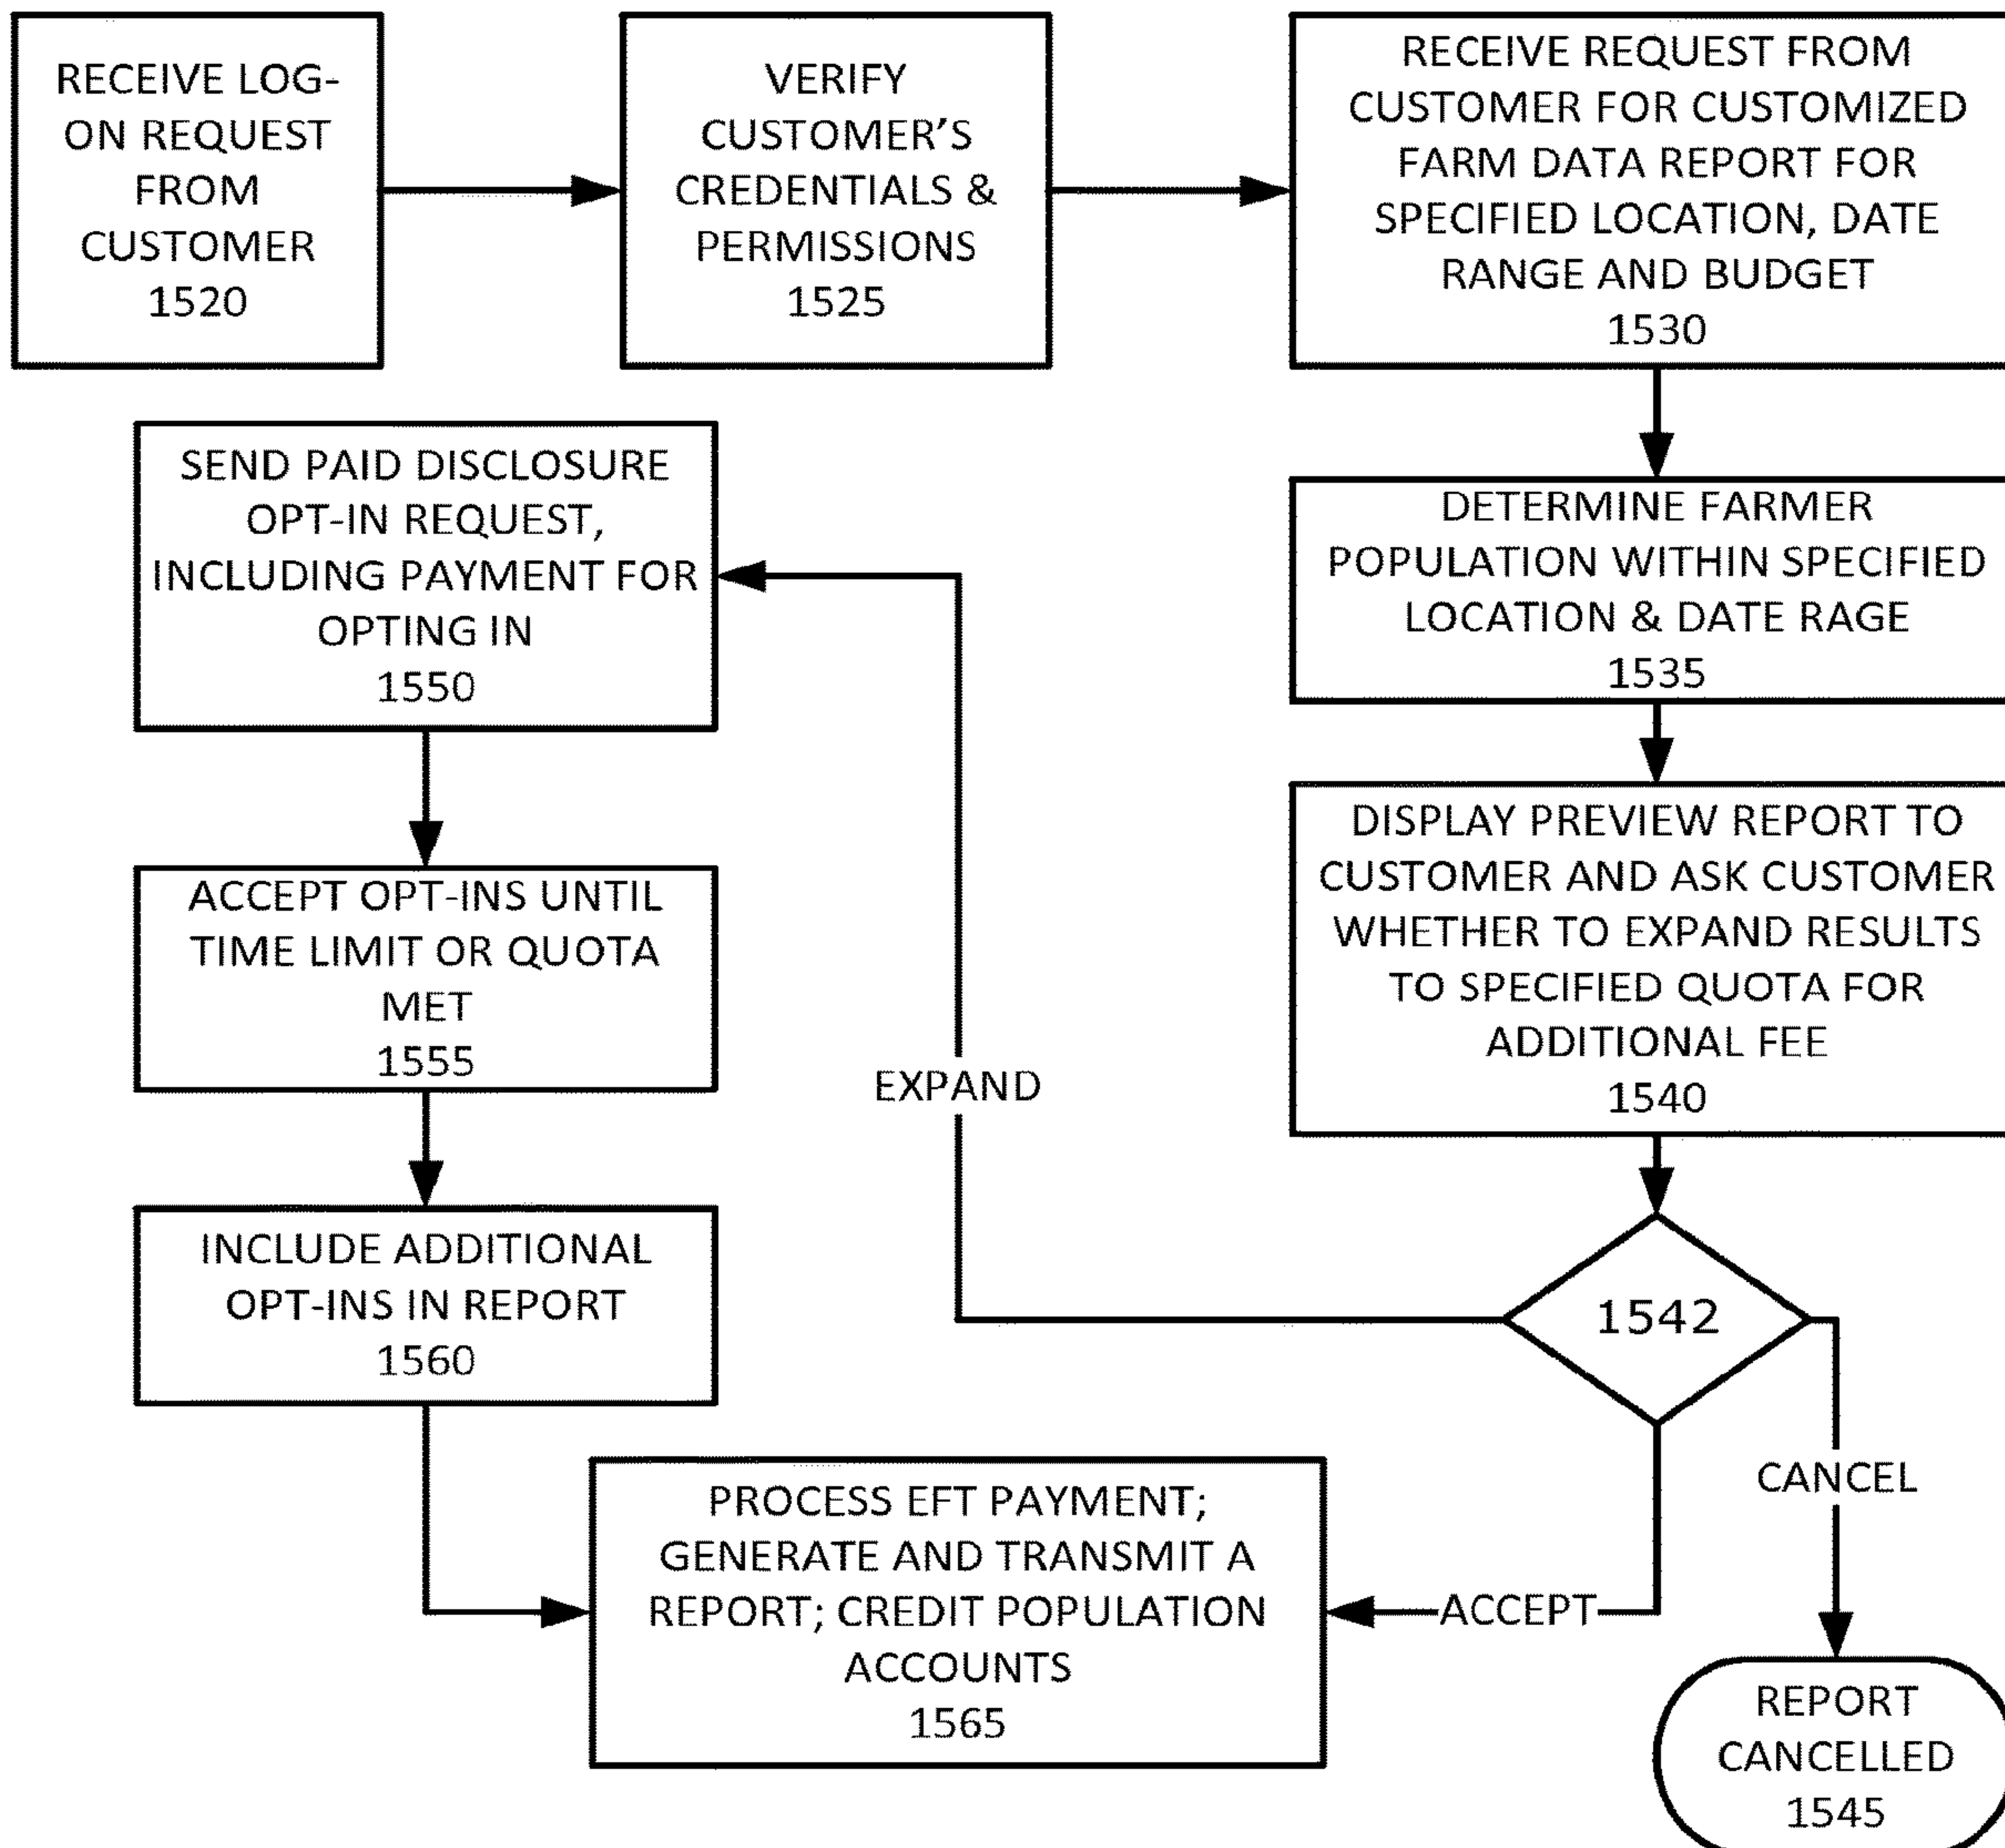 RECEIVE LOG-
ON REQUEST
FROM
CUSTOMER
1520
VERIFY
CUSTOMER’S
CREDENTIALS &
PERMISSIONS
1525
RECEIVE REQUEST FROM
CUSTOMER FOR CUSTOMIZED
FARM DATA REPORT FOR
SPECIFIED LOCATION, DATE
RANGE AND BUDGET
1530
DETERMINE FARMER
POPULATION WITHIN SPECIFIED
LOCATION & DATE RAGE
1535
DISPLAY PREVIEW REPORT TO
CUSTOMER AND ASK CUSTOMER
WHETHER TO EXPAND RESULTS
TO SPECIFIED QUOTA FOR
ADDITIONAL FEE
1540
1542
EXPAND
SEND PAID DISCLOSURE
OPT-IN REQUEST,
INCLUDING PAYMENT FOR
OPTING IN
1550
ACCEPT OPT-INS UNTIL
TIME LIMIT OR QUOTA
MET
1555
INCLUDE ADDITIONAL
OPT-INS IN REPORT
1560
ACCEPT
PROCESS EFT PAYMENT;
GENERATE AND TRANSMIT A
REPORT; CREDIT POPULATION
ACCOUNTS
1565
CANCEL
REPORT
CANCELLED
1545